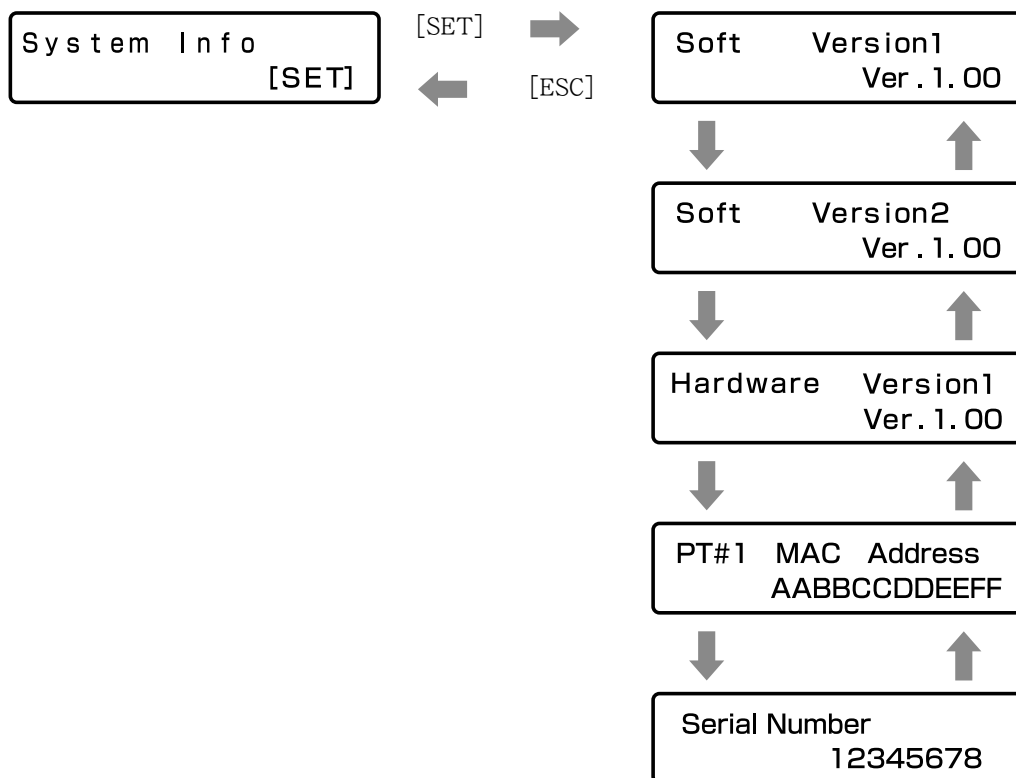 System Info
[SET]
[SET]
[ESC]
Soft Version1
Ver.1.00
Soft Version2
Ver.1.00
Hardware Version1
Ver.1.00
PT#1 MAC Address
AABBCCDDEEFF
Serial Number
12345678